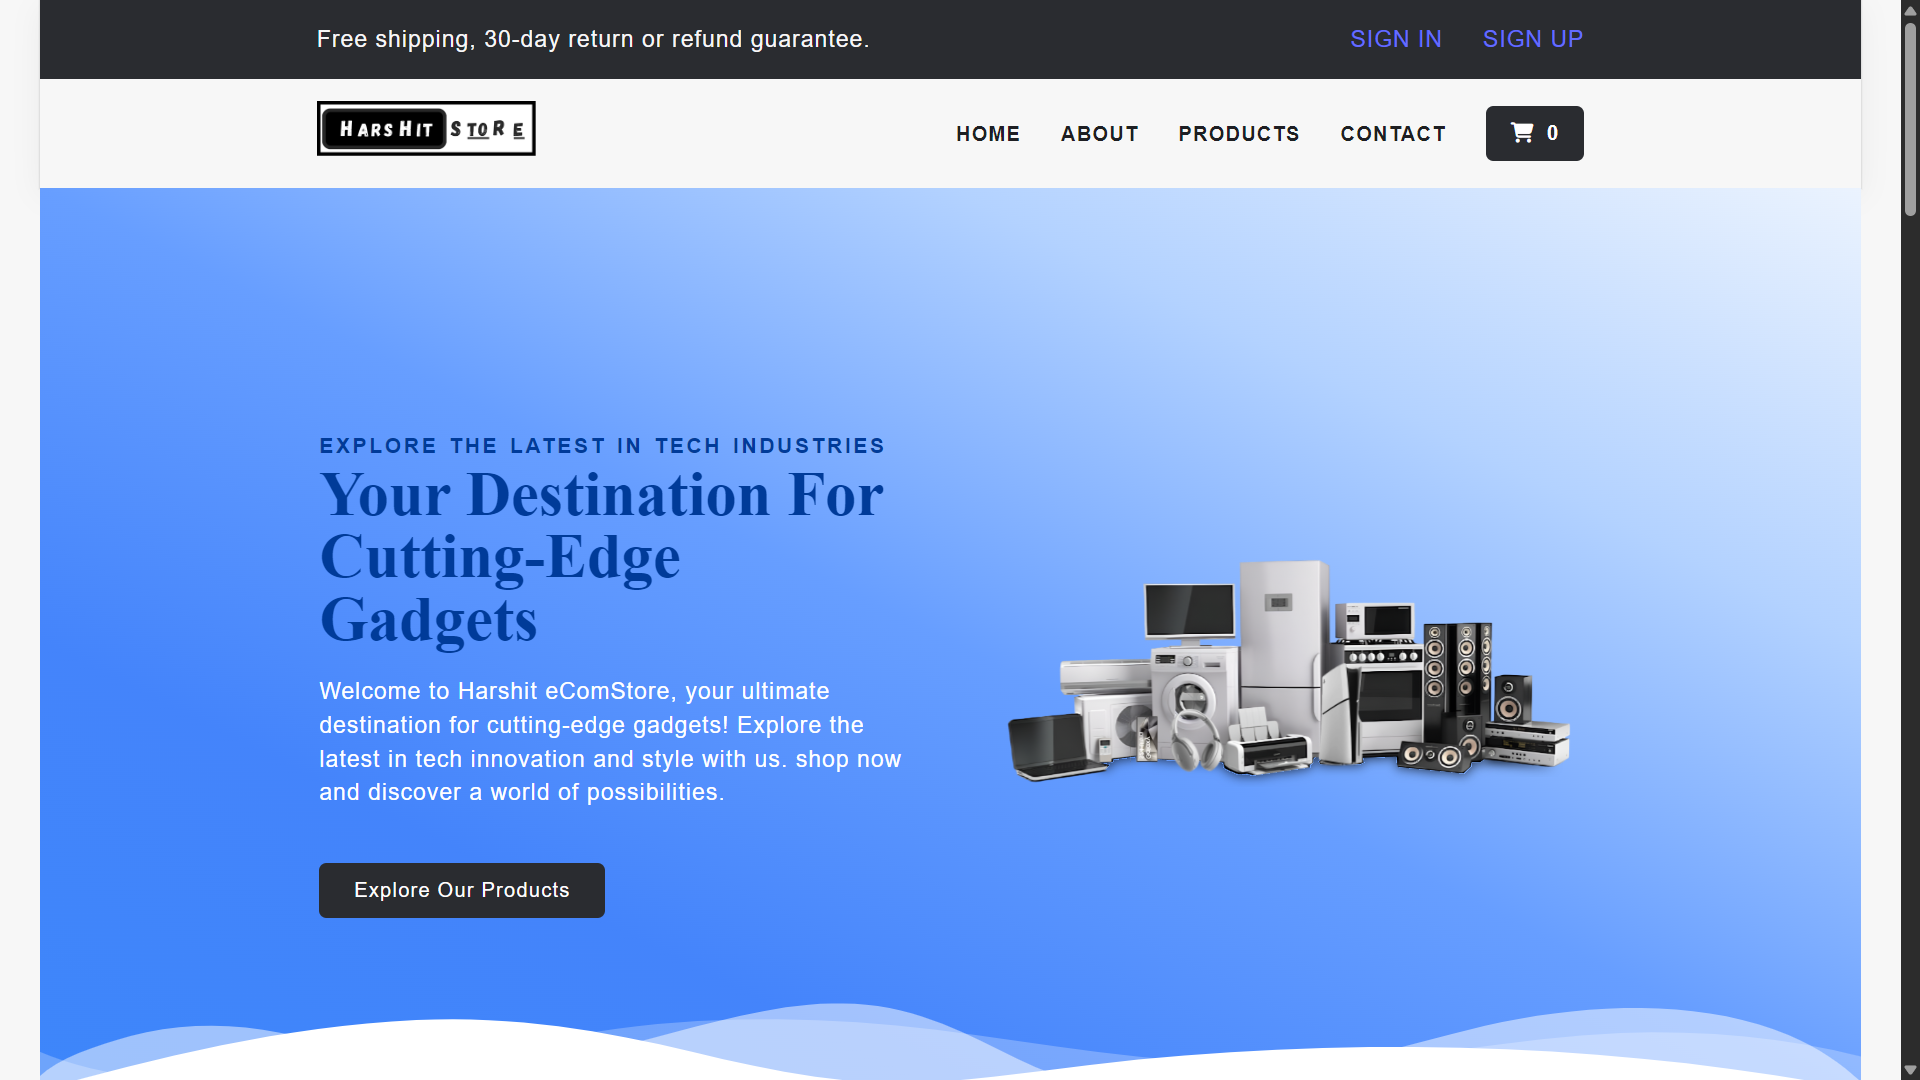 Free shipping, 30-day return or refund guarantee.
SIGN IN
SIGN UP
HARSHIT STORE
HOME
ABOUT
PRODUCTS
CONTACT
0
EXPLORE THE LATEST IN TECH INDUSTRIES
Your Destination For
Cutting-Edge
Gadgets
Welcome to Harshit eComStore, your ultimate
destination for cutting-edge gadgets! Explore the
latest in tech innovation and style with us. shop now
and discover a world of possibilities.
Explore Our Products